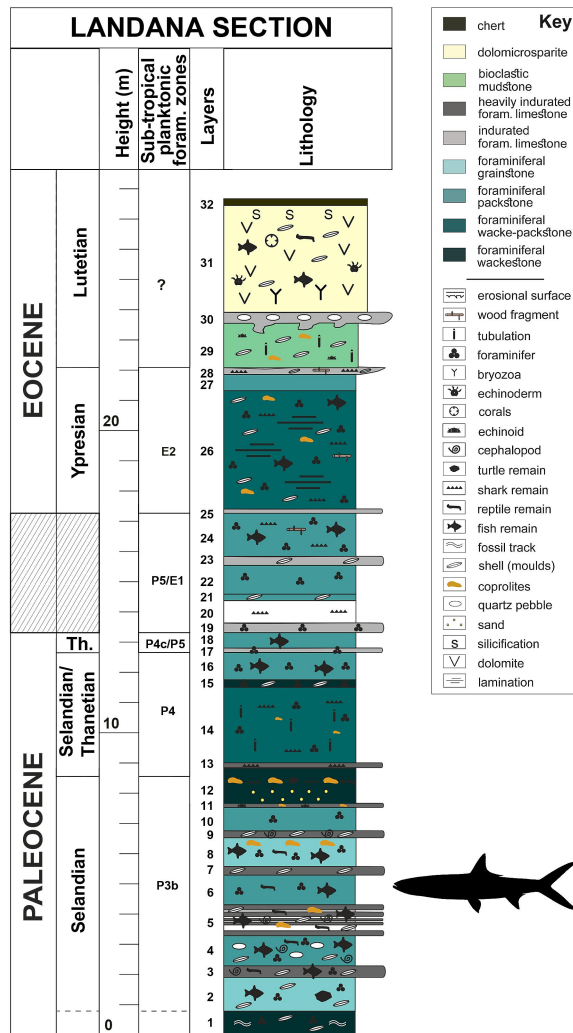 LANDANA SECTION
Height (m)
Sub-tropical
planktonic
foram. zones
Layers
Lithology
EOCENE
PALEOCENE
Lutetian
Ypresian
Th.
Selandian/
Thanetian
Selandian
20
10
0
?
E2
P5/E1
P4c/P5
P4
P3b
32
31
30
29
28
27
26
25
24
23
22
21
20
19
18
17
16
15
14
13
12
11
10
9
8
7
6
5
4
3
2
1
S S S
Key
chert
dolomicrosparite
bioclastic
mudstone
heavily indurated
foram. limestone
indurated
foram. limestone
foraminiferal
grainstone
foraminiferal
packstone
foraminiferal
wacke-packstone
foraminiferal
wackestone
erosional surface
wood fragment
tubulation
foraminifer
bryozoa
echinoderm
corals
echinoid
cephalopod
turtle remain
shark remain
reptile remain
fish remain
fossil track
shell (moulds)
coprolites
quartz pebble
sand
S silicification
dolomite
lamination